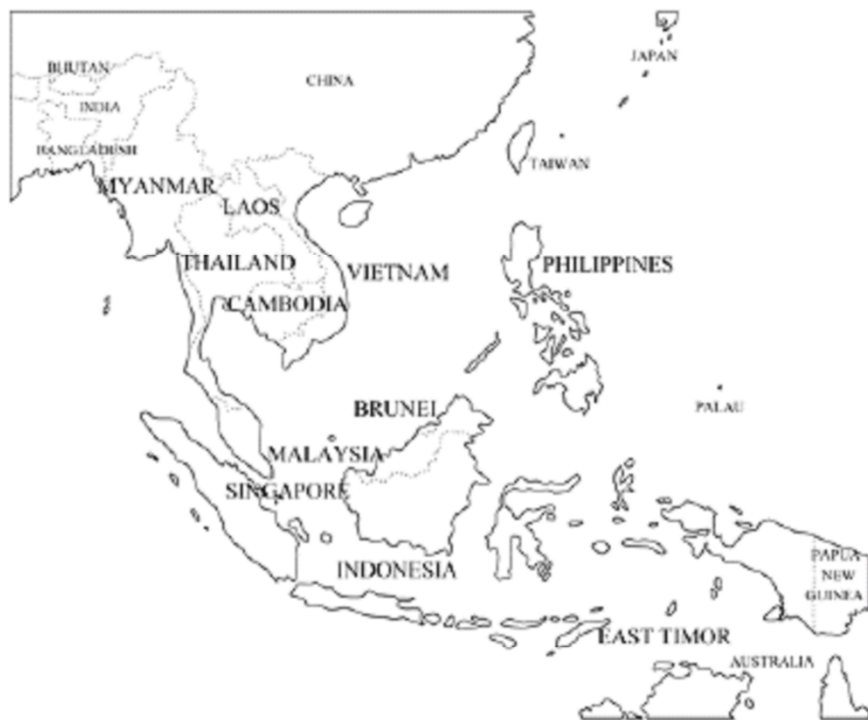 JAPAN
BHUTAN
CHINA
INDIA
BANGLADESH
TAIWAN
MYANMAR
LAOS
THAILAND
VIETNAM
PHILIPPINES
CAMBODIA
BRUNEI
PALAU
MALAYSIA
SINGAPORE
INDONESIA
PAPUA
NEW
GUINEA
EAST TIMOR
AUSTRALIA